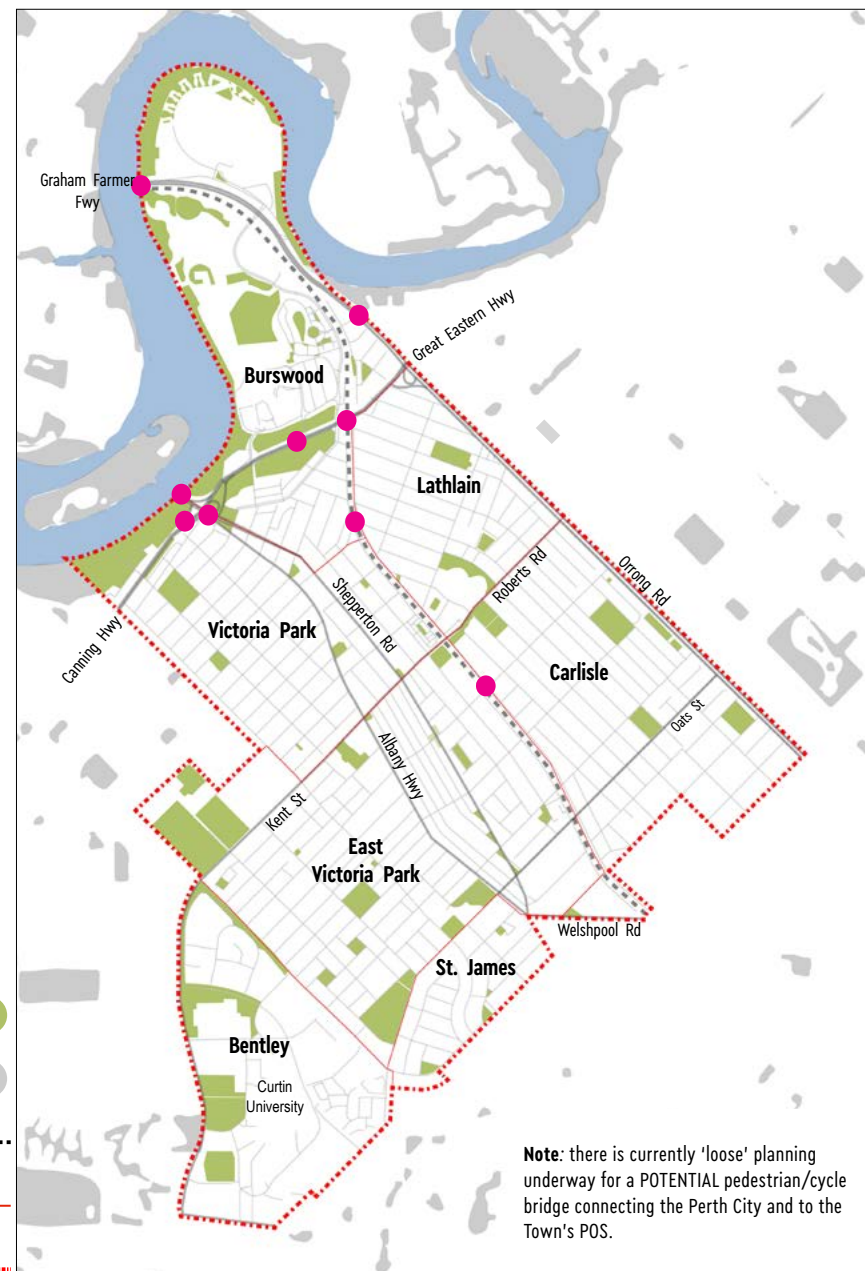 Graham Farmer
Fwy
Great Eastern Hwy
Burswood
Lathlain
Orrong Rd
Roberts Rd
Shepperton Rd
Canning Hwy
Victoria Park
Carlisle
Oats St
Albany Hwy
Kent St
East
Victoria Park
Welshpool Rd
St. James
Bentley
Curtin
University
Note: there is currently 'loose' planning
underway for a POTENTIAL pedestrian/cycle
bridge connecting the Perth City and to the
Town's POS.